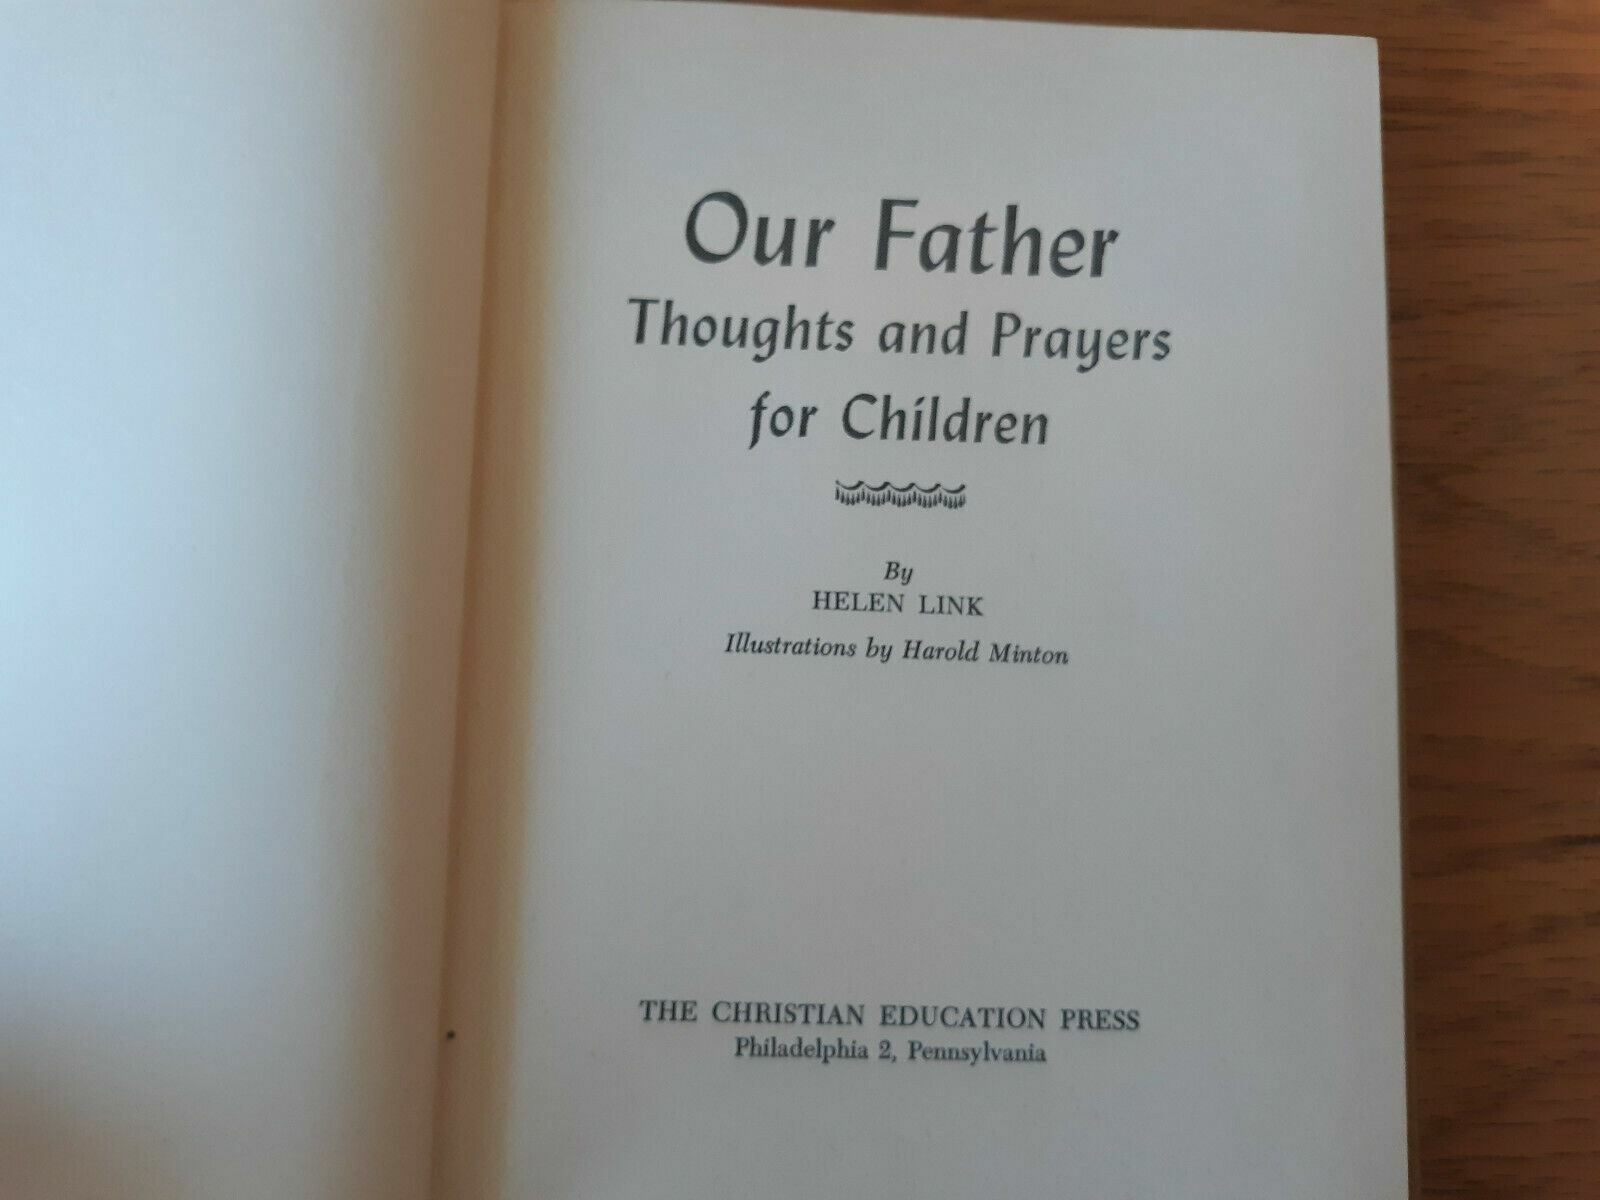 Our Father
Thoughts and Prayers
for Children
By
HELEN LINK
Illustrations by Harold Minton
THE CHRISTIAN EDUCATION PRESS
Philadelphia 2, Pennsylvania